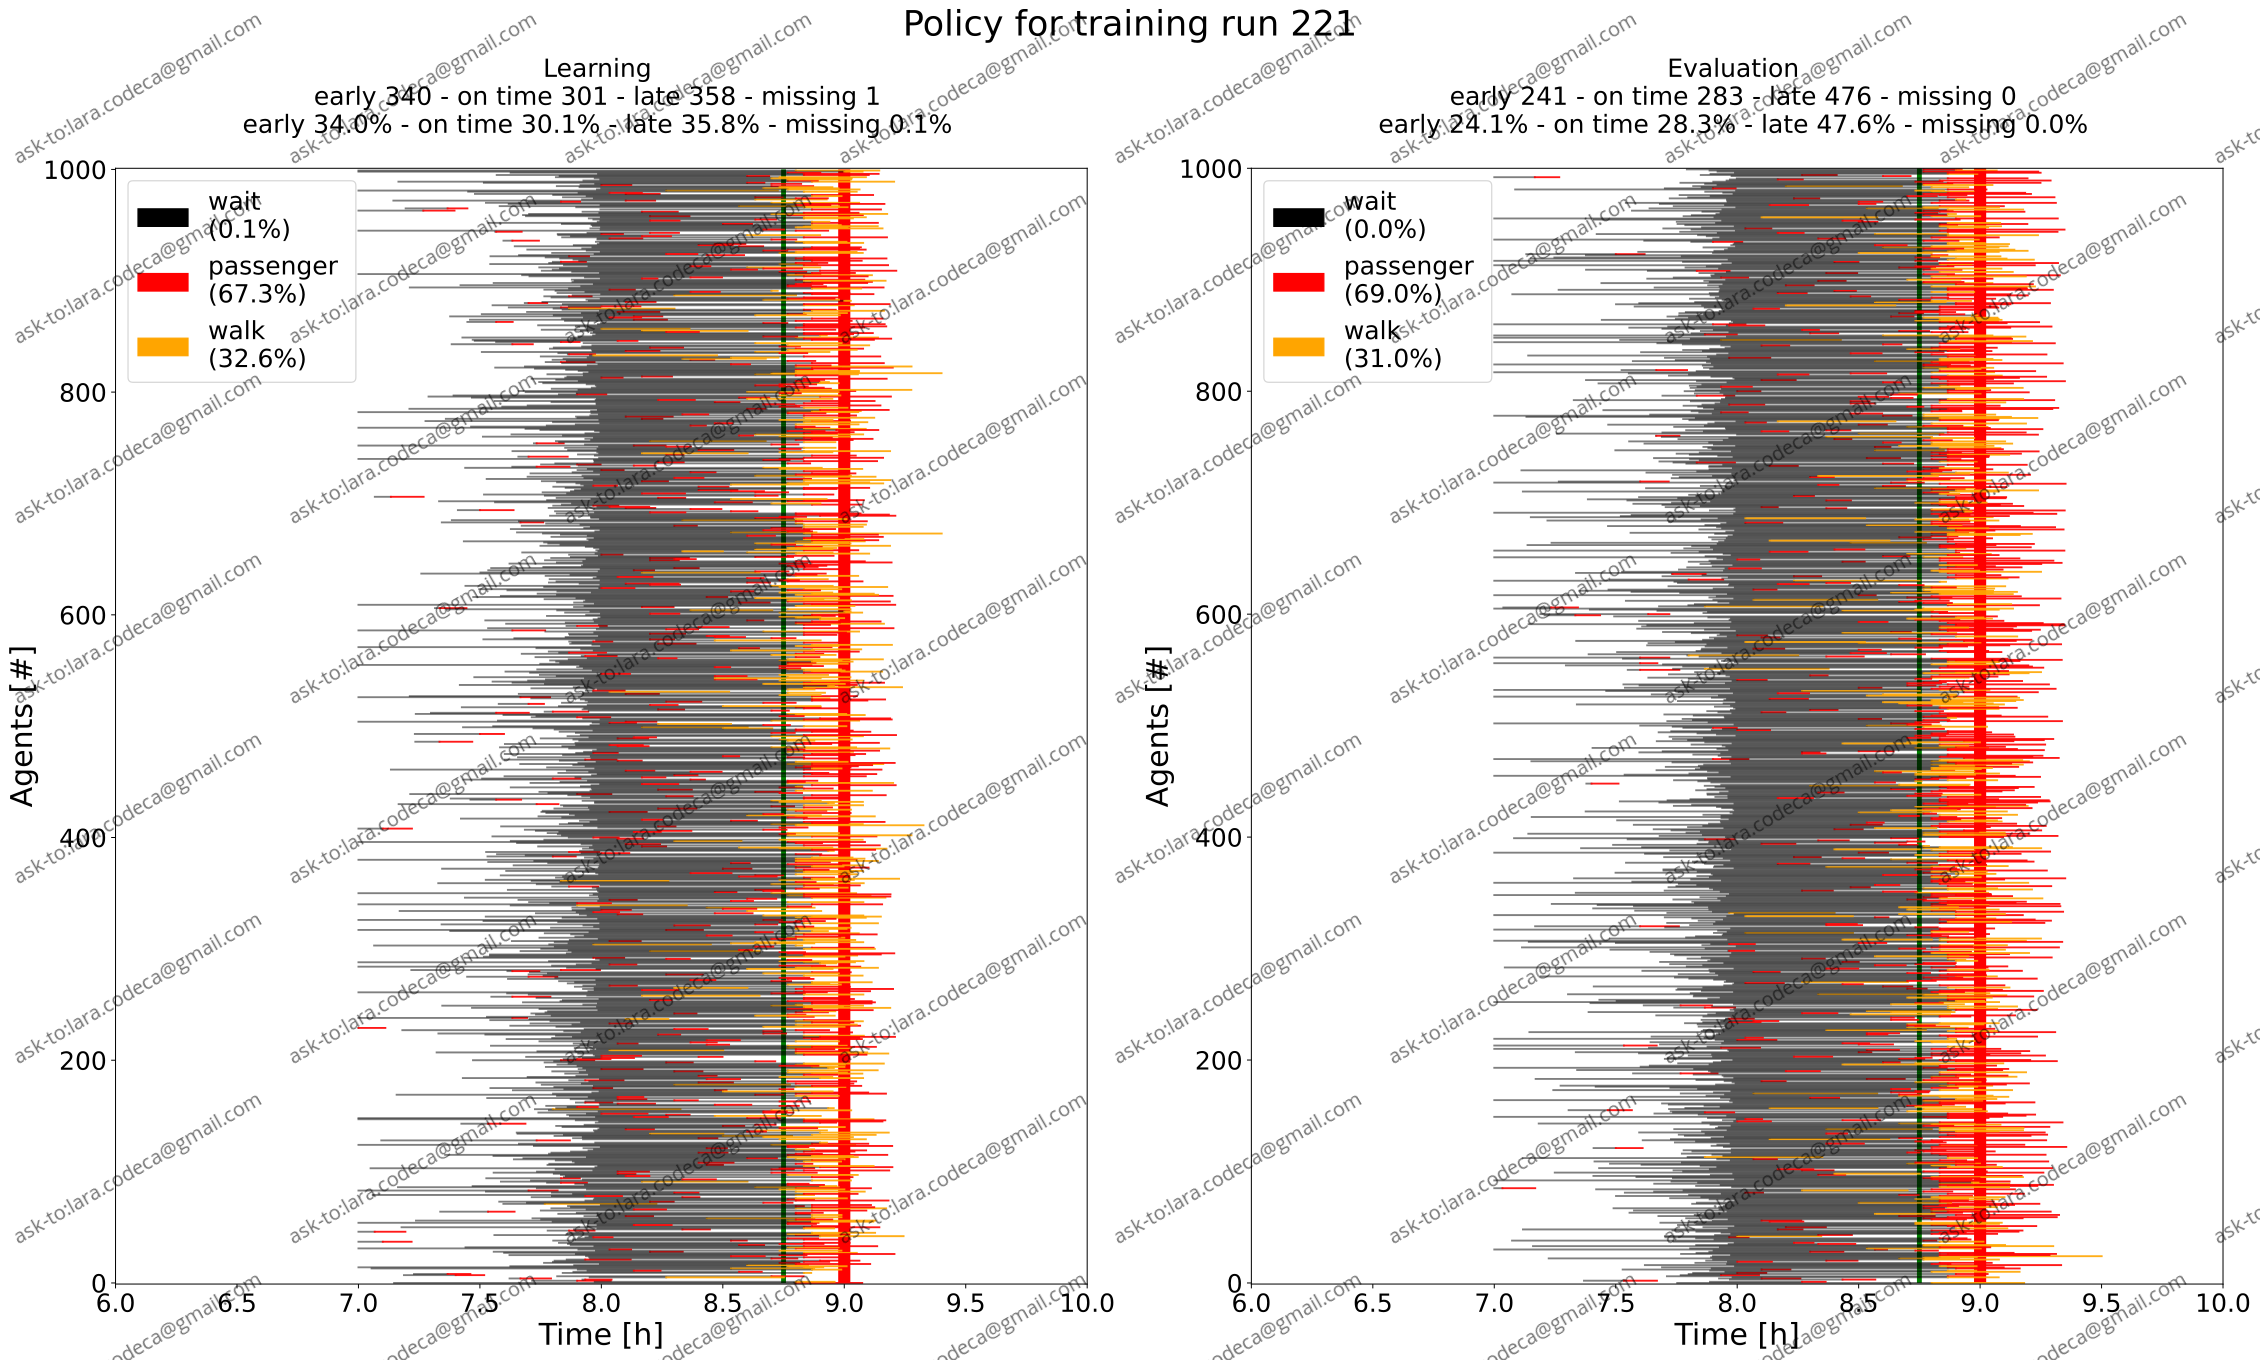 Policy for training run 221
Learning
early 340 - on time 301 - late 358 - missing 1
early 34.0% - on time 30.1% - late 35.8% - missing 0.1%
1000
800
600
400
200
0
wait
(0.1%)
passenger
(67.3%)
walk
(32.6%)
Agents [#]
6.0 6.5 7.0 7.5 8.0 8.5 9.0 9.5 10.0
Time [h]
Evaluation
early 241 - on time 283 - late 476 - missing 0
early 24.1% - on time 28.3% - late 47.6% - missing 0.0%
1000
800
600
400
200
0
wait
(0.0%)
passenger
(69.0%)
walk
(31.0%)
Agents [#]
6.0 6.5 7.0 7.5 8.0 8.5 9.0 9.5 10.0
Time [h]
ask-to:lara.codeca@gmail.com